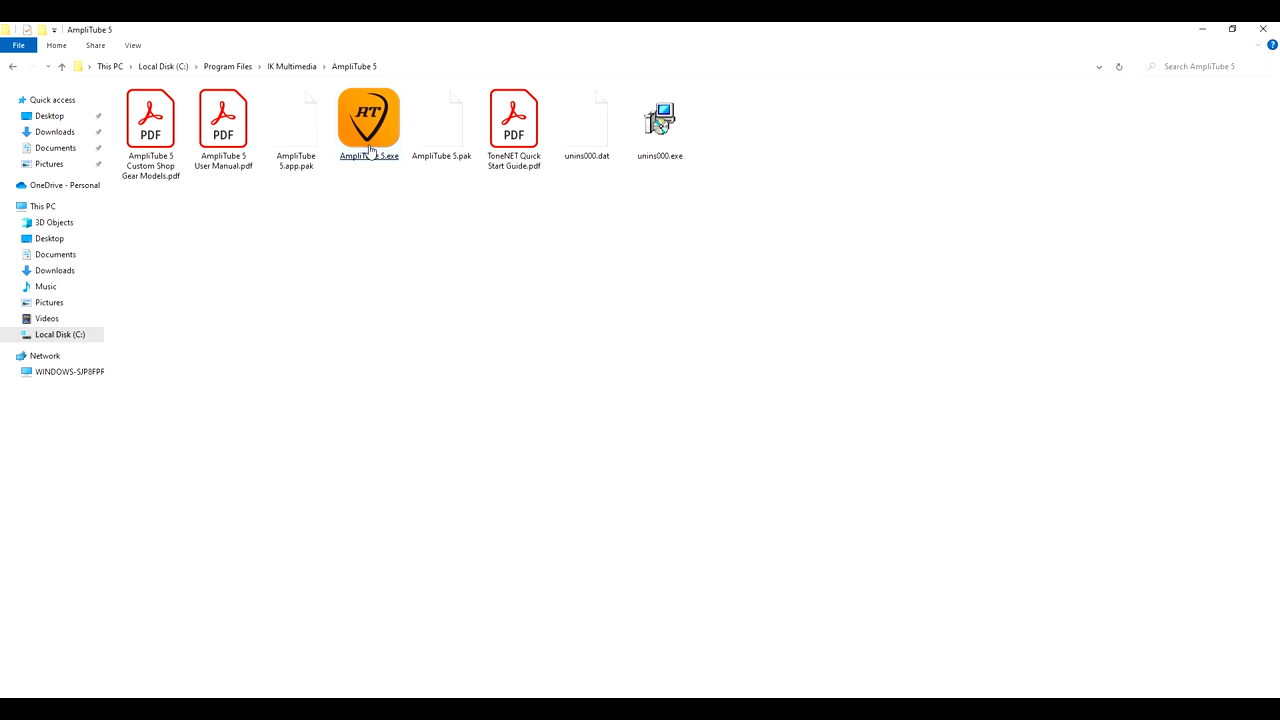 AmpliTube 5
File Home Share View
This PC Local Disk (C:) Program Files IK Multimedia AmpliTube 5 Search AmpliTube 5
Quick access
Desktop
Downloads
Documents
Pictures
OneDrive - Personal
This PC
3D Objects
Desktop
Documents
Downloads
Music
Pictures
Videos
Local Disk (C:)
Network
WINDOWS-SJP8FPF
PDF
AmpliTube 5
Custom Shop
Gear Models.pdf
PDF
AmpliTube 5
User Manual.pdf
AmpliTube
5.app.pak
AT
AmpliTube 5.exe
AmpliTube 5.pak
PDF
ToneNET Quick
Start Guide.pdf
unins000.dat
unins000.exe